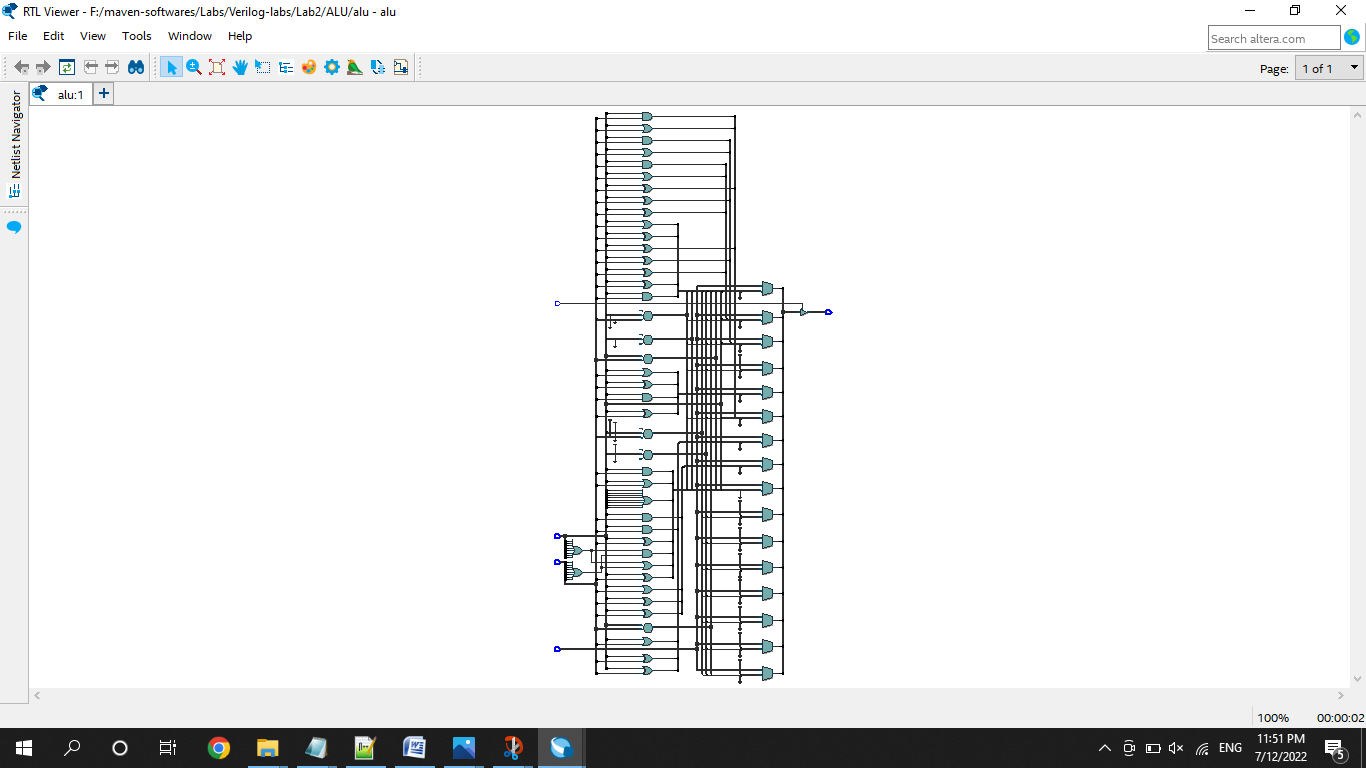 RTL Viewer - F:/maven-softwares/Labs/Verilog-labs/Lab2/ALU/alu - alu
File Edit View Tools Window Help
Search altera.com
Page: 1 of 1
alu:1
Netlist Navigator
100% 00:00:02
ENG
11:51 PM
7/12/2022
5